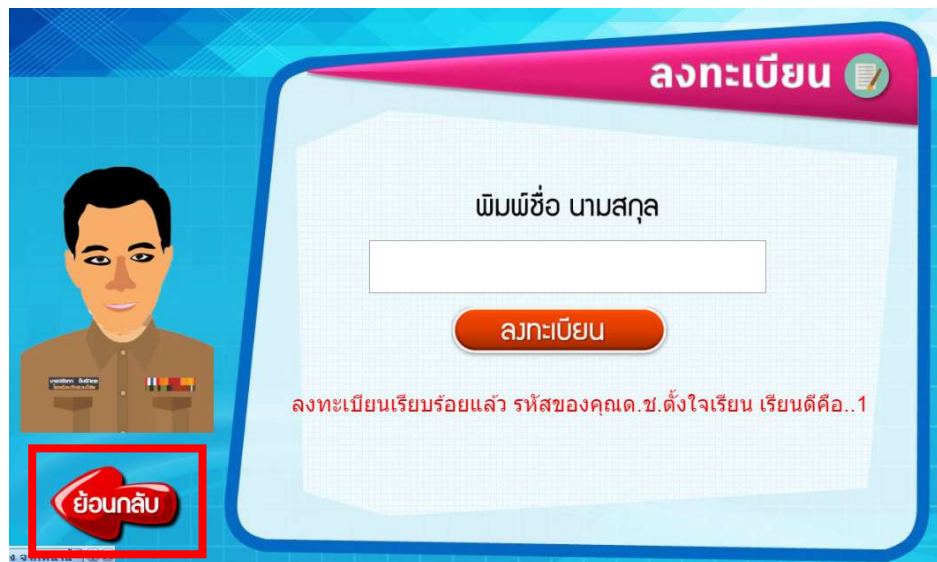 ลงทะเบียน
พิมพ์ชื่อ นามสกุล
ลงทะเบียน
ลงทะเบียนเรียบร้อยแล้ว รหัสของคุณด.ช.ตั้งใจเรียน เรียนดีคือ..1
ย้อนกลับ